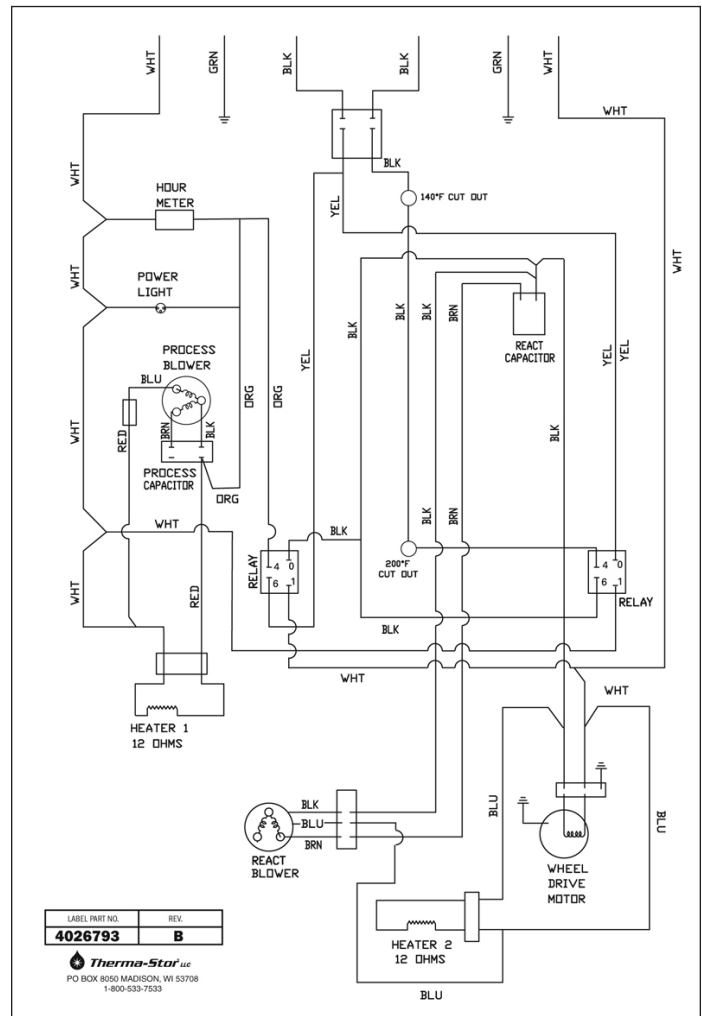 WHT
GRN
BLK
BLK
GRN
WHT
WHT
BLK
WHT
HOUR
METER
YEL
140°F CUT OUT
WHT
WHT
POWER
LIGHT
BLK
BLK
BLK
BRN
REACT
CAPACITOR
YEL
YEL
YEL
PROCESS
BLOWER
BLU
ORG
ORG
RED
BRN
BLK
WHT
BLK
PROCESS
CAPACITOR
ORG
WHT
BLK
BLK
BRN
RELAY
4 0
6 1
200°F
CUT OUT
4 0
6 1
RELAY
WHT
RED
BLK
WHT
WHT
HEATER 1
12 OHMS
BLK
BLU
BRN
REACT
BLOWER
BLU
BLU
WHEEL
DRIVE
MOTOR
HEATER 2
12 OHMS
BLU
LABEL PART NO. REV.
4026793 B
Therma-Stor LLC
PO BOX 8050 MADISON, WI 53708
1-800-533-7533